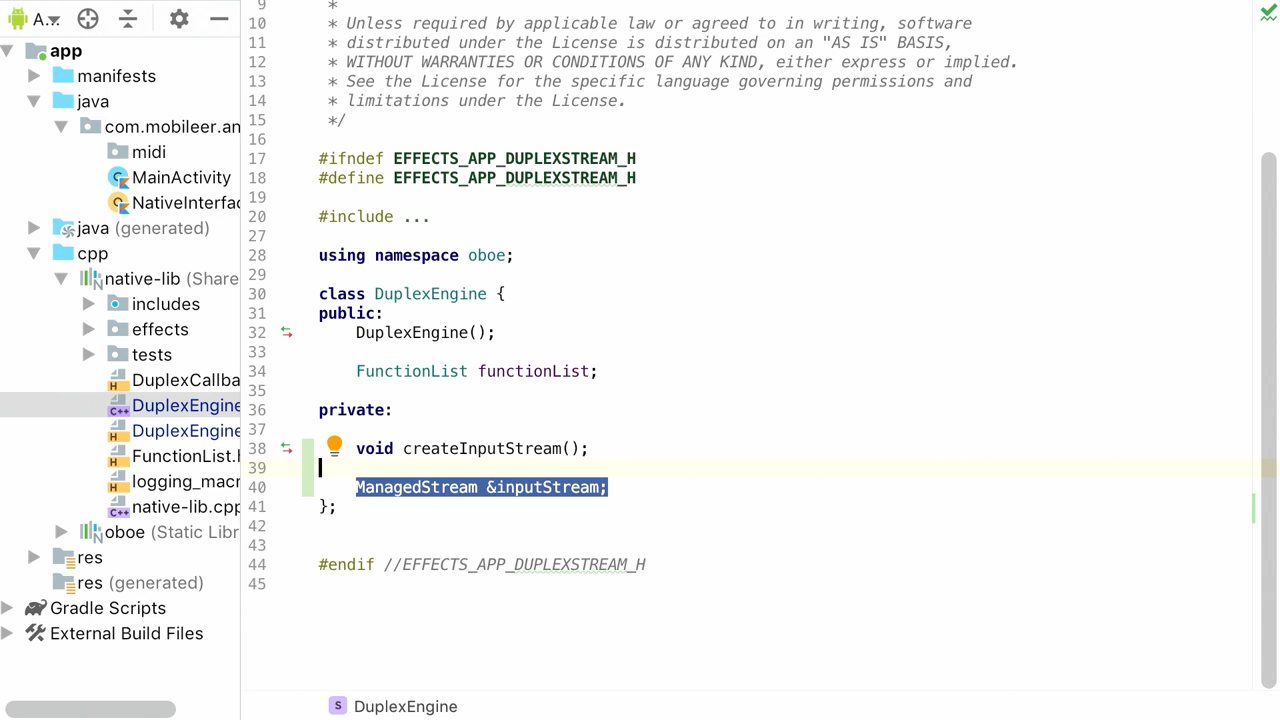 A..
app
manifests
java
com.mobileer.an
midi
MainActivity
NativeInterfac
java (generated)
cpp
native-lib (Share
includes
effects
tests
DuplexCallba
DuplexEngine
DuplexEngine
FunctionList.h
logging_macr
native-lib.cpp
oboe (Static Libr
res
res (generated)
Gradle Scripts
External Build Files
9 *
10 * Unless required by applicable law or agreed to in writing, software
11 * distributed under the License is distributed on an "AS IS" BASIS,
12 * WITHOUT WARRANTIES OR CONDITIONS OF ANY KIND, either express or implied.
13 * See the License for the specific language governing permissions and
14 * limitations under the License.
15 */
16
17 #ifndef EFFECTS_APP_DUPLEXSTREAM_H
18 #define EFFECTS_APP_DUPLEXSTREAM_H
19
20 #include ...
27
28 using namespace oboe;
29
30 class DuplexEngine {
31 public:
32 DuplexEngine();
33
34 FunctionList functionList;
35
36 private:
37
38 void createInputStream();
39
40 ManagedStream &inputStream;
41 };
42
43
44 #endif //EFFECTS_APP_DUPLEXSTREAM_H
45
S DuplexEngine